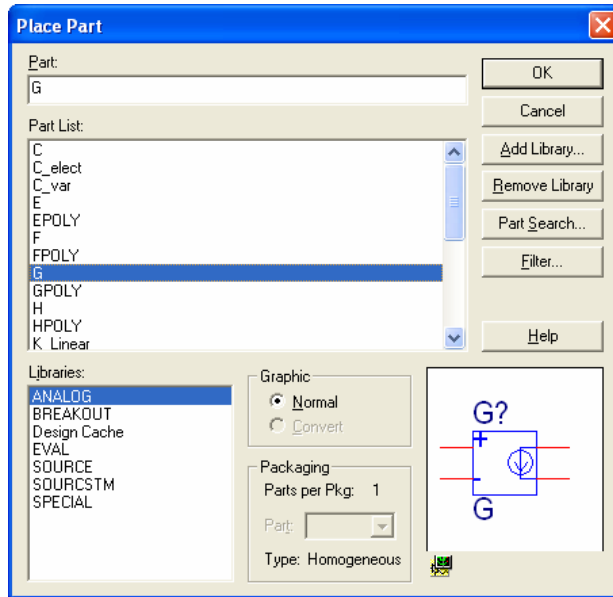 Place Part
Part:
G
OK
Cancel
Part List:
C
C_elect
C_var
E
EPOLY
F
FPOLY
G
GPOLY
H
HPOLY
K_Linear
Add Library...
Remove Library
Part Search...
Filter...
Help
Libraries:
ANALOG
BREAKOUT
Design Cache
EVAL
SOURCE
SOURCSTM
SPECIAL
Graphic
Normal
Convert
Packaging
Parts per Pkg: 1
Part:
Type: Homogeneous
G?
+
-
G